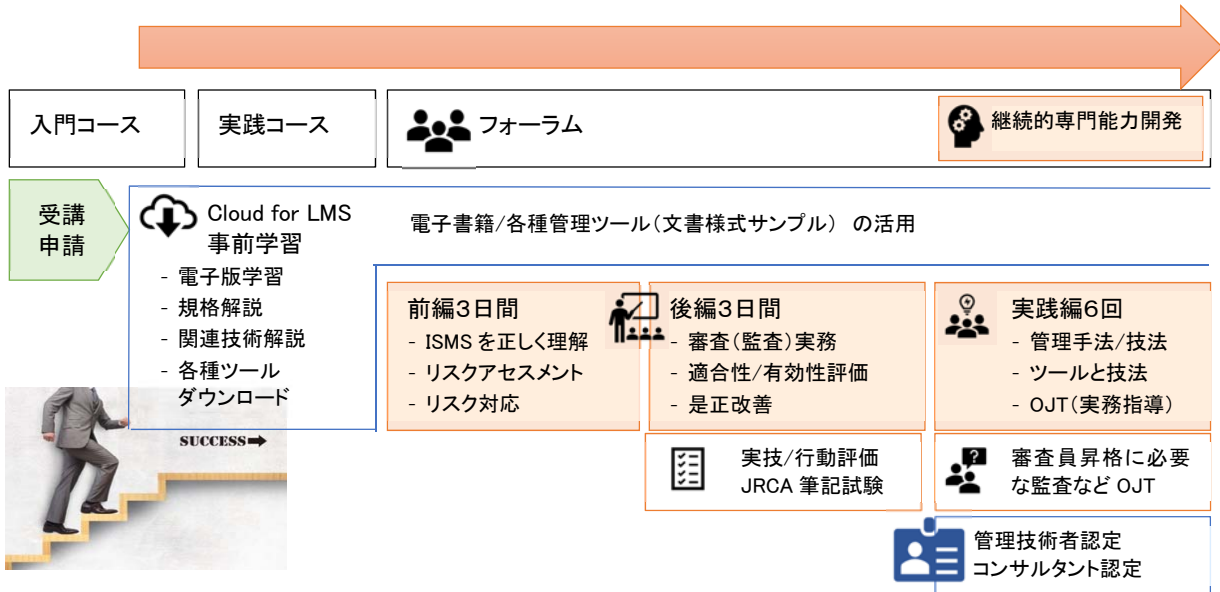 入門コース
実践コース
フォーラム
継続的専門能力開発
受講
申請
Cloud for LMS
事前学習
- 電子版学習
- 規格解説
- 関連技術解説
- 各種ツール
ダウンロード
電子書籍/各種管理ツール(文書様式サンプル) の活用
前編3日間
- ISMS を正しく理解
- リスクアセスメント
- リスク対応
後編3日間
- 審査(監査)実務
- 適合性/有効性評価
- 是正改善
実践編6回
- 管理手法/技法
- ツールと技法
- OJT(実務指導)
SUCCESS
実技/行動評価
JRCA 筆記試験
審査員昇格に必要
な監査など OJT
管理技術者認定
コンサルタント認定